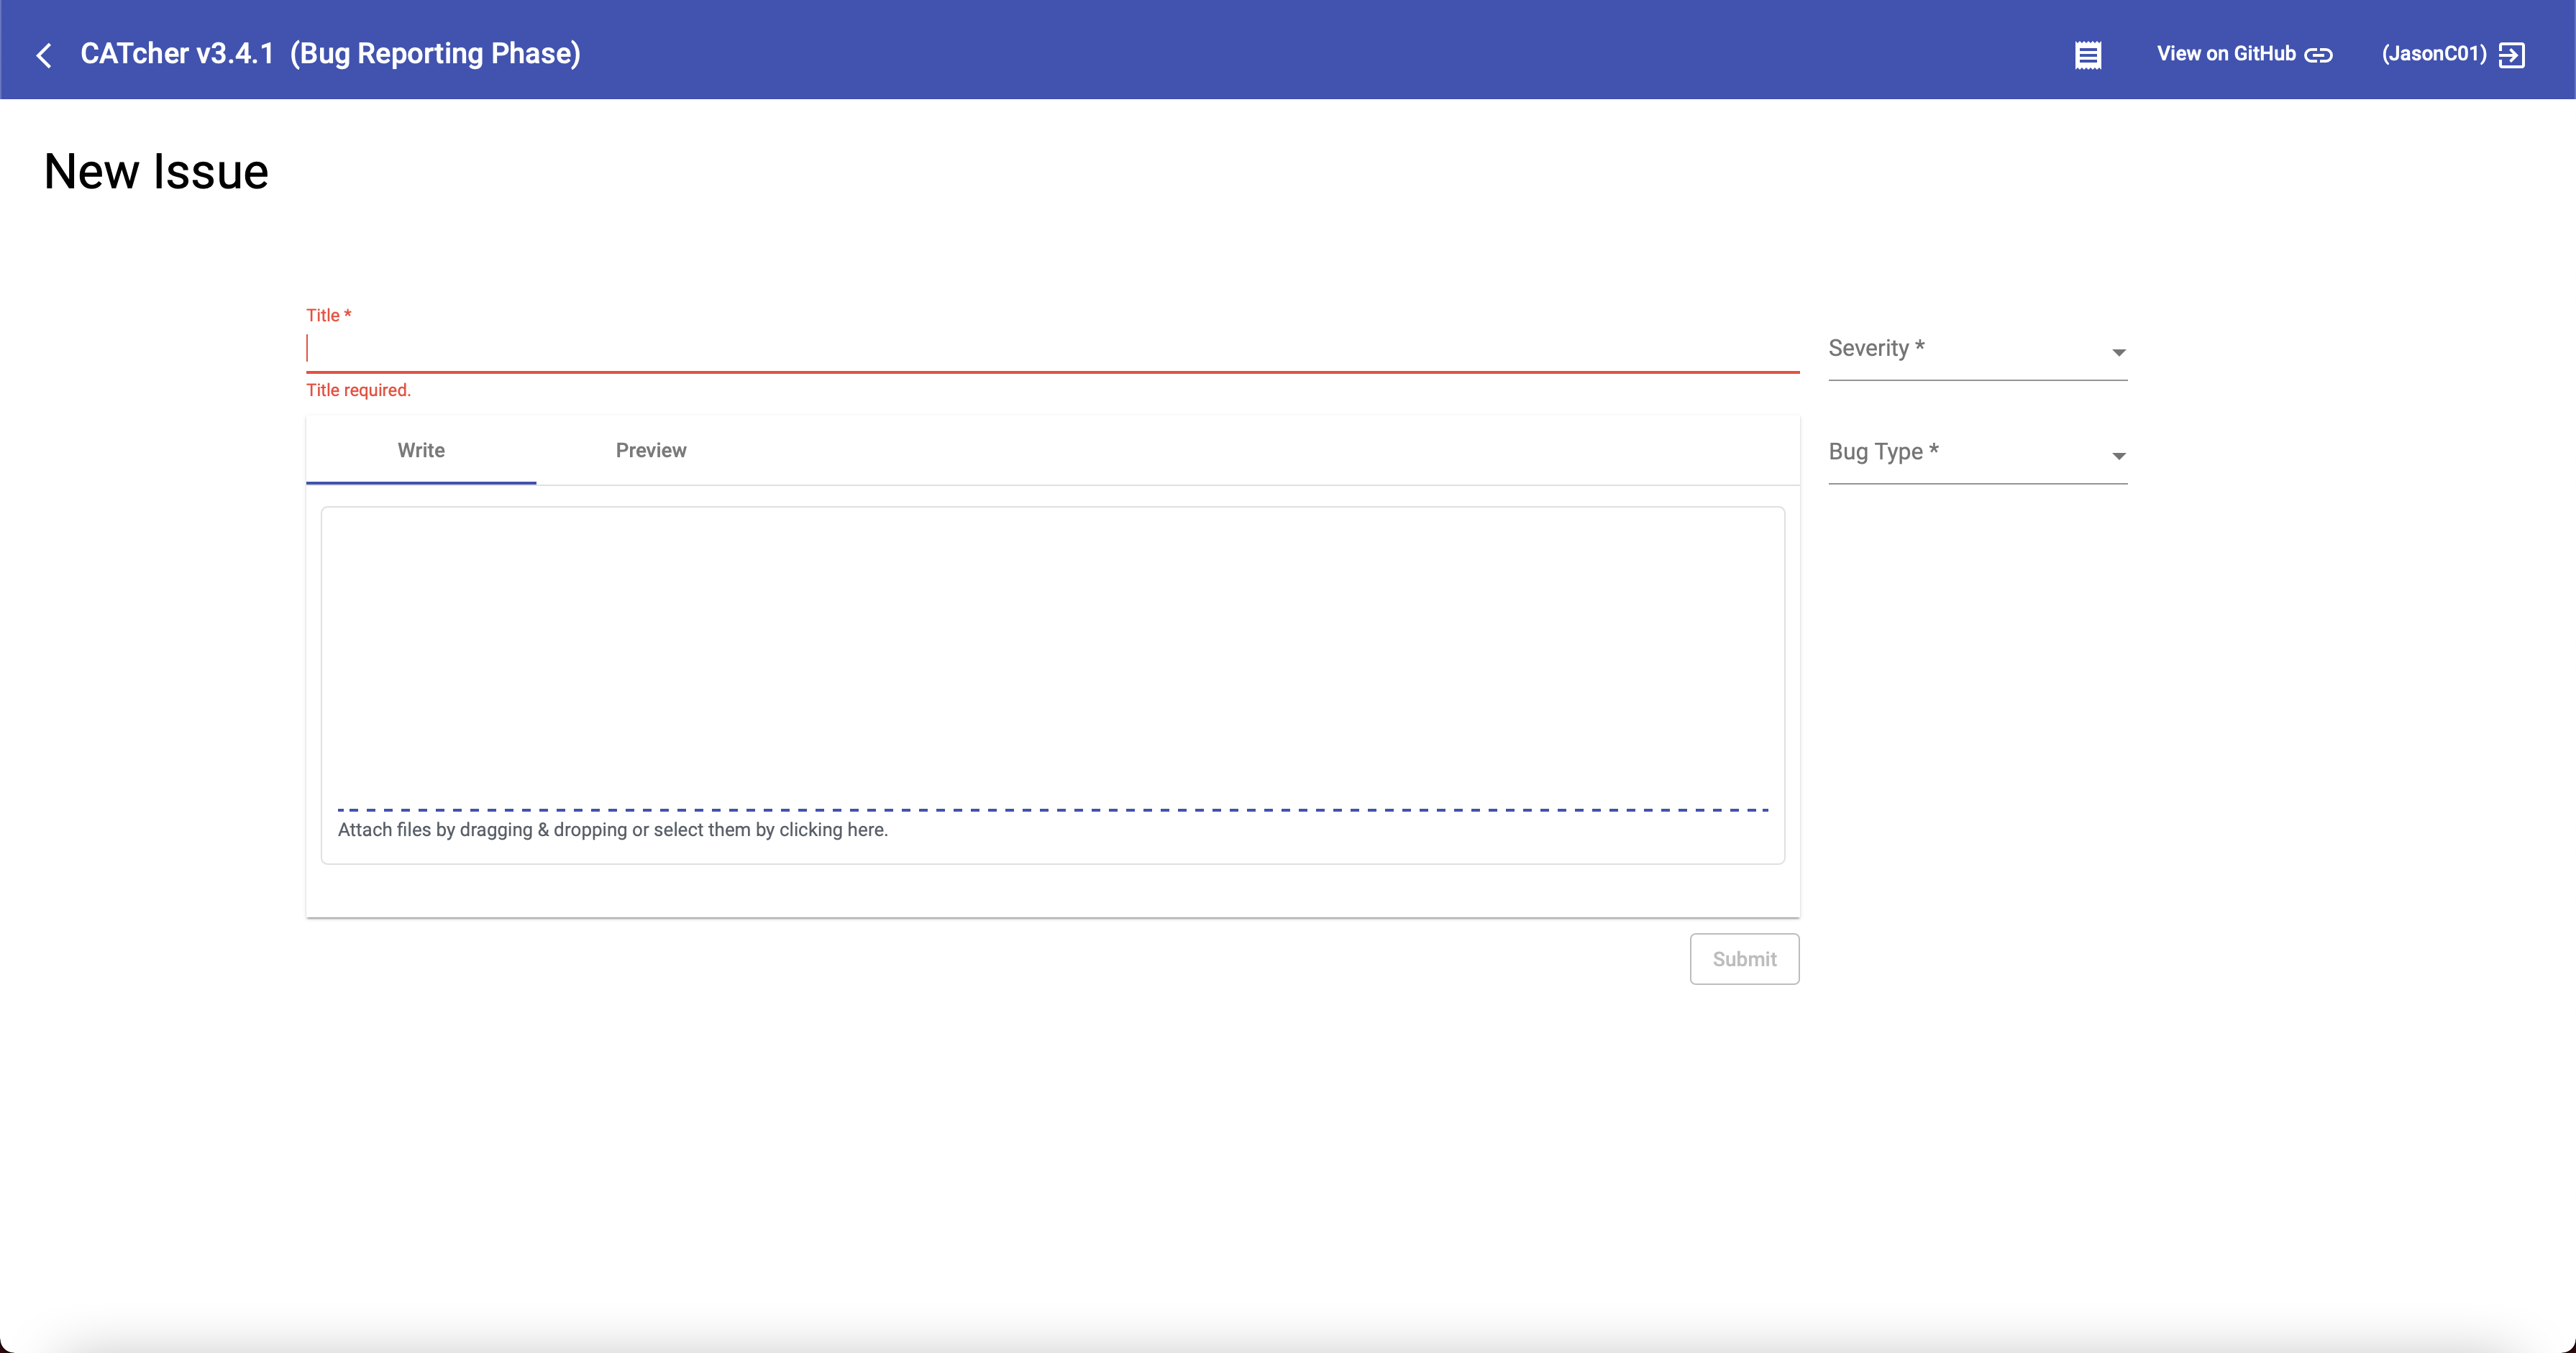 CATcher v3.4.1 (Bug Reporting Phase)
View on GitHub
(JasonC01)
New Issue
Title *
Title required.
Severity *
Write
Preview
Bug Type *
Attach files by dragging & dropping or select them by clicking here.
Submit